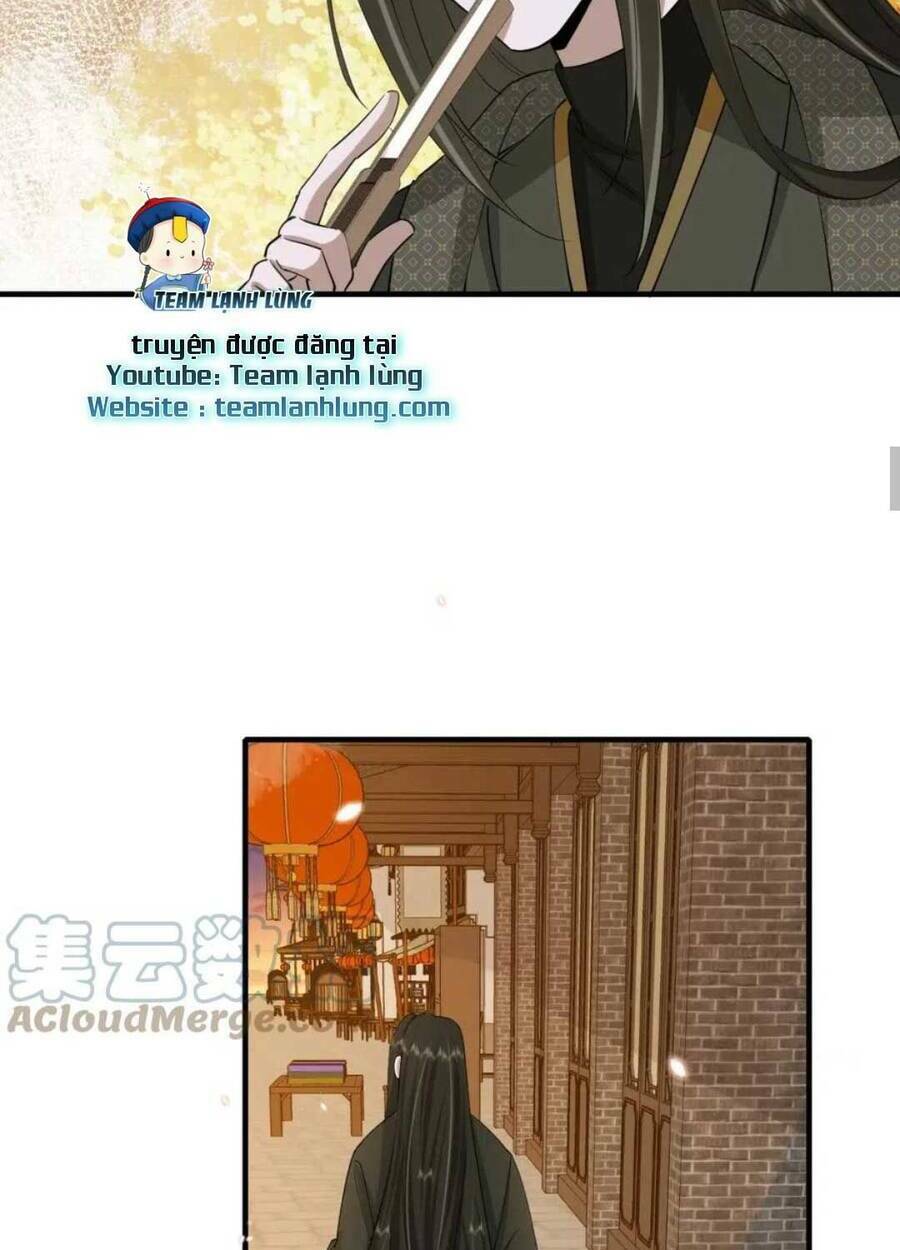 TEAM LẠNH LÙNG
truyện được đăng tại
Youtube: Team lạnh lùng
Website : teamlanhlung.com
集云数
ACloudMerge.co